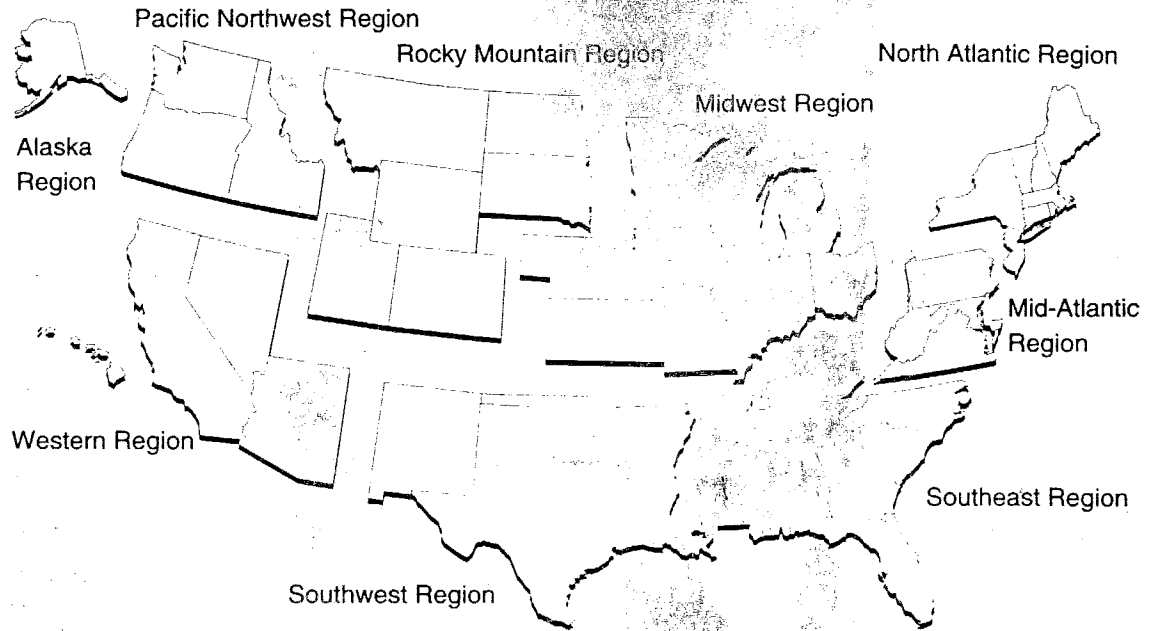 Pacific Northwest Region
Rocky Mountain Region
North Atlantic Region
Midwest Region
Alaska
Region
Mid-Atlantic
Region
Western Region
Southeast Region
Southwest Region